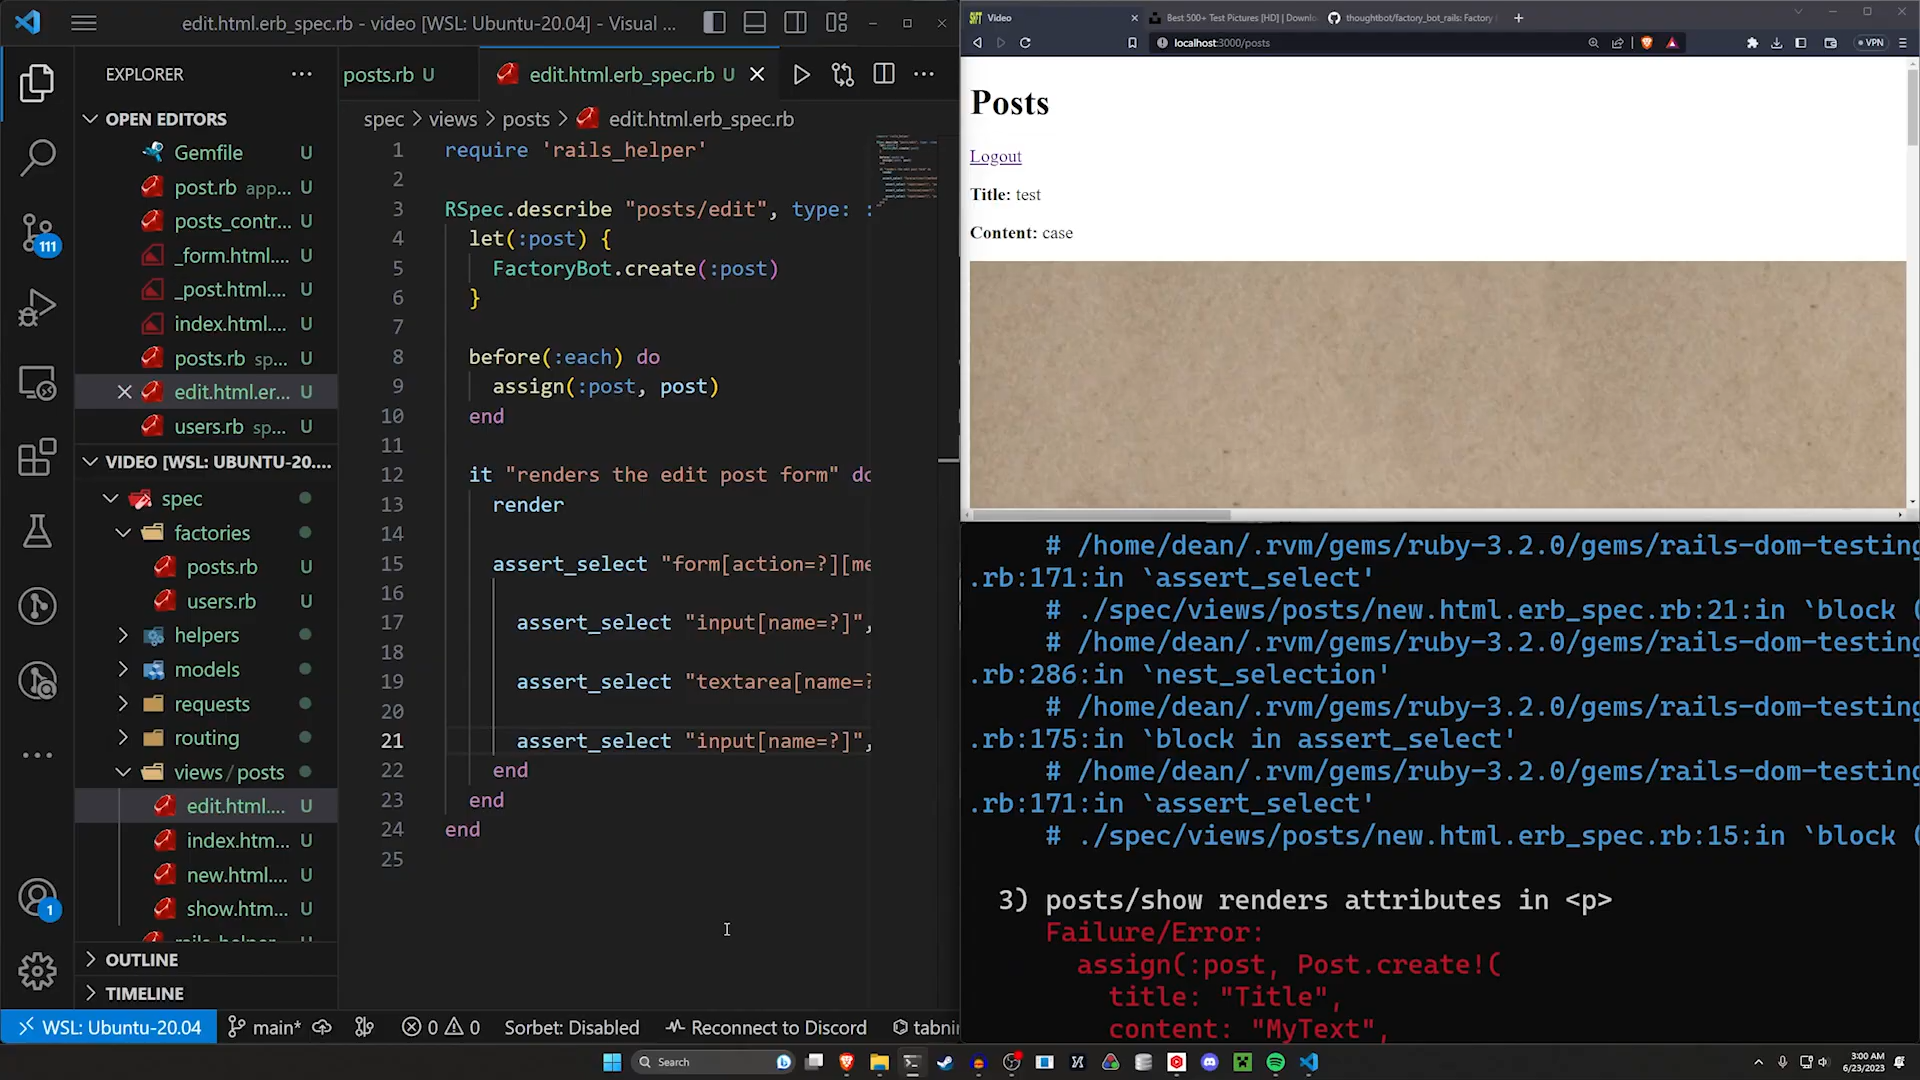 edit.html.erb_spec.rb - video [WSL: Ubuntu-20.04] - Visual ...
EXPLORER
OPEN EDITORS
Gemfile U
post.rb app... U
posts_contr... U
_form.html.... U
_post.html.... U
index.html.... U
posts.rb sp... U
edit.html.er... U
users.rb sp... U
VIDEO [WSL: UBUNTU-20....
spec
factories
posts.rb U
users.rb U
helpers
models
requests
routing
views/posts
edit.html.... U
index.htm... U
new.html.... U
show.htm... U
OUTLINE
TIMELINE
111
1
posts.rb U
edit.html.erb_spec.rb U
spec > views > posts > edit.html.erb_spec.rb
1 require 'rails_helper'
2
3 RSpec.describe "posts/edit", type: :
4 let(:post) {
5 FactoryBot.create(:post)
6 }
7
8 before(:each) do
9 assign(:post, post)
10 end
11
12 it "renders the edit post form" do
13 render
14
15 assert_select "form[action=?][me
16
17 assert_select "input[name=?]",
18
19 assert_select "textarea[name=?
20
21 assert_select "input[name=?]",
22 end
23 end
24 end
25
WSL: Ubuntu-20.04 main* 0 0 Sorbet: Disabled Reconnect to Discord tabnin
Video
Best 500+ Test Pictures [HD] | Downlo
thoughtbot/factory_bot_rails: Factory
localhost:3000/posts
VPN
Posts
Logout
Title: test
Content: case
# /home/dean/.rvm/gems/ruby-3.2.0/gems/rails-dom-testing
.rb:171:in `assert_select'
# ./spec/views/posts/new.html.erb_spec.rb:21:in `block (
# /home/dean/.rvm/gems/ruby-3.2.0/gems/rails-dom-testing
.rb:286:in `nest_selection'
# /home/dean/.rvm/gems/ruby-3.2.0/gems/rails-dom-testing
.rb:175:in `block in assert_select'
# /home/dean/.rvm/gems/ruby-3.2.0/gems/rails-dom-testing
.rb:171:in `assert_select'
# ./spec/views/posts/new.html.erb_spec.rb:15:in `block (
3) posts/show renders attributes in <p>
Failure/Error:
assign(:post, Post.create!(
title: "Title",
content: "MyText",
Search
3:00 AM
6/23/2023